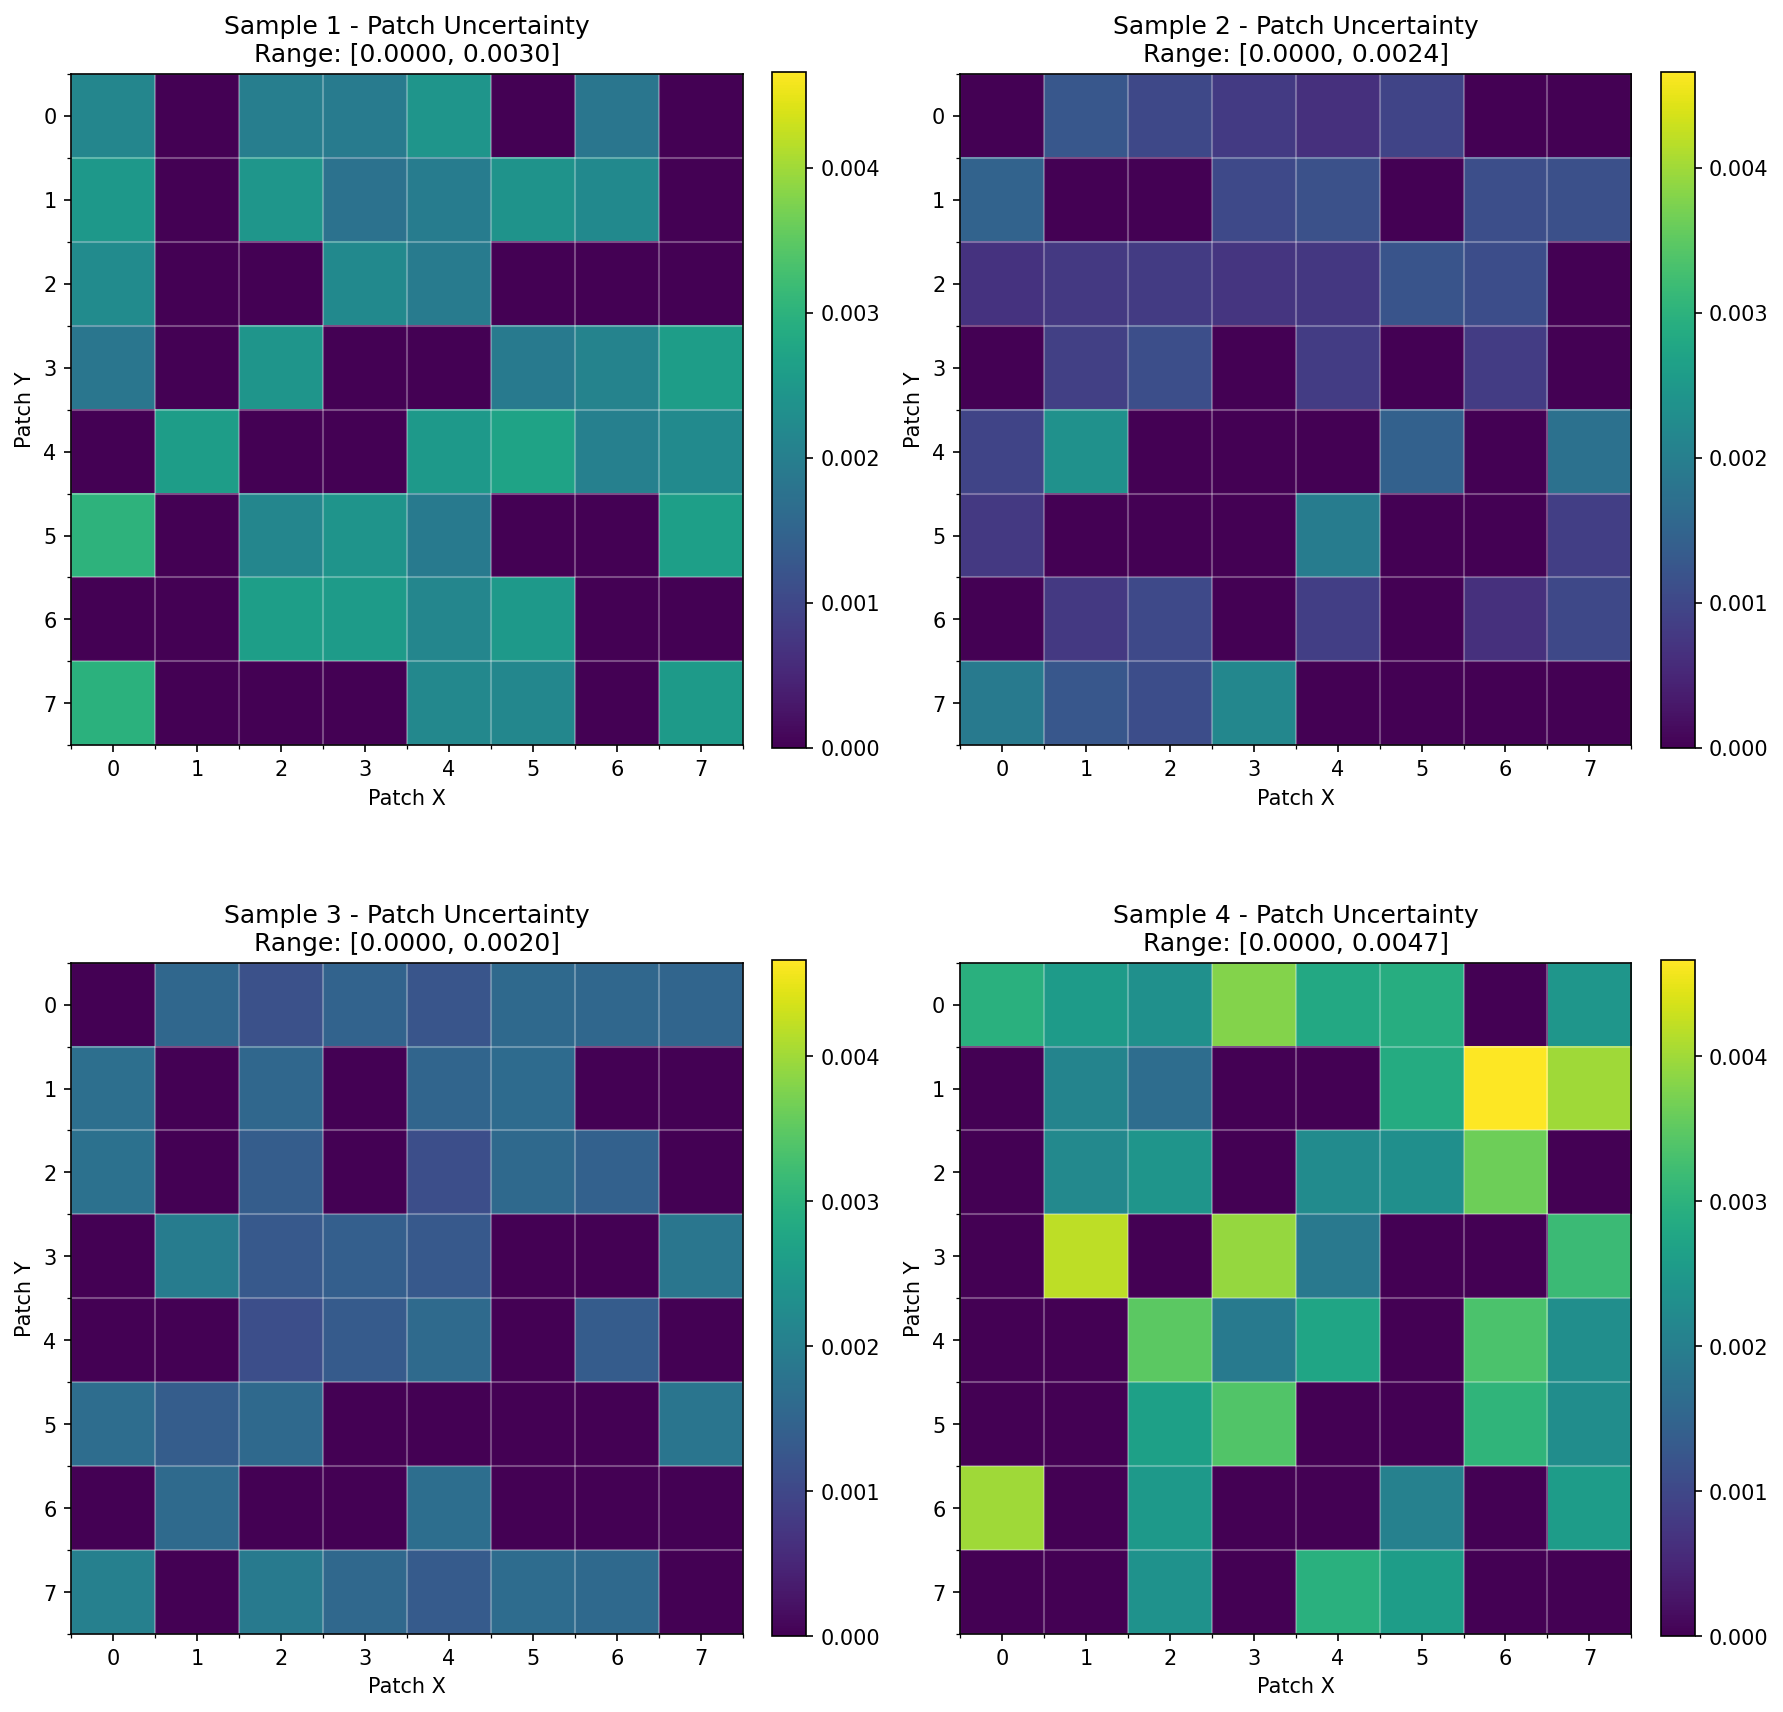 Sample 1 - Patch Uncertainty
Range: [0.0000, 0.0030]
Patch Y
0
1
2
3
4
5
6
7
0 1 2 3 4 5 6 7
Patch X
0.004
0.003
0.002
0.001
0.000
Sample 2 - Patch Uncertainty
Range: [0.0000, 0.0024]
Patch Y
0
1
2
3
4
5
6
7
0 1 2 3 4 5 6 7
Patch X
0.004
0.003
0.002
0.001
0.000
Sample 3 - Patch Uncertainty
Range: [0.0000, 0.0020]
Patch Y
0
1
2
3
4
5
6
7
0 1 2 3 4 5 6 7
Patch X
0.004
0.003
0.002
0.001
0.000
Sample 4 - Patch Uncertainty
Range: [0.0000, 0.0047]
Patch Y
0
1
2
3
4
5
6
7
0 1 2 3 4 5 6 7
Patch X
0.004
0.003
0.002
0.001
0.000